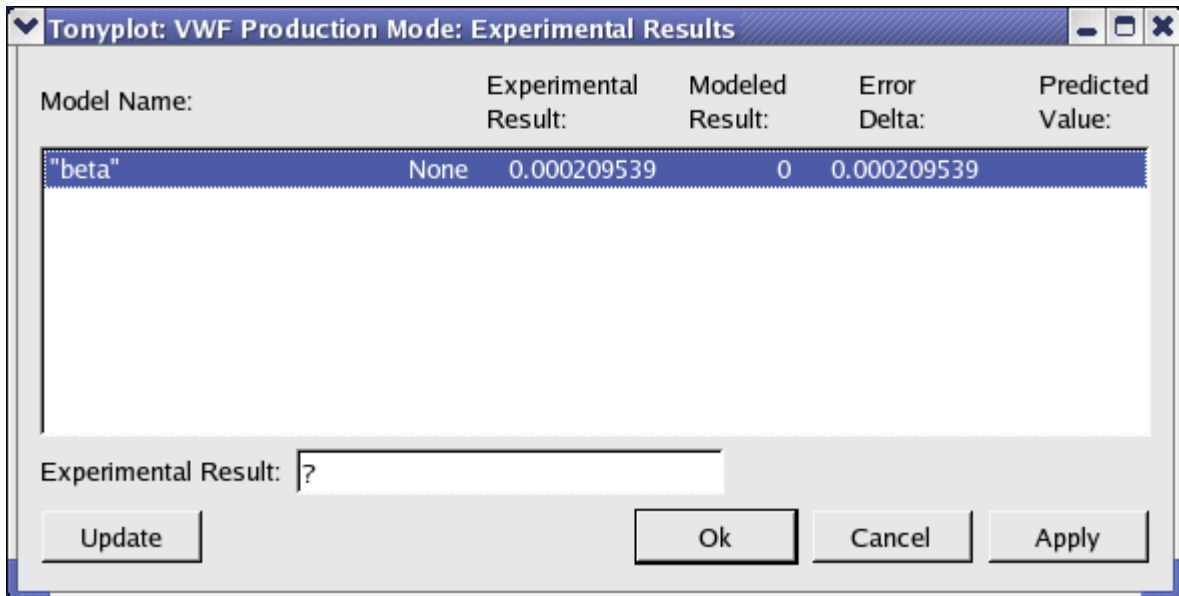 Tonyplot: VWF Production Mode: Experimental Results
Model Name:
Experimental Result:
Modeled Result:
Error Delta:
Predicted Value:
"beta" None 0.000209539 0 0.000209539
Experimental Result: ?
Update Ok Cancel Apply